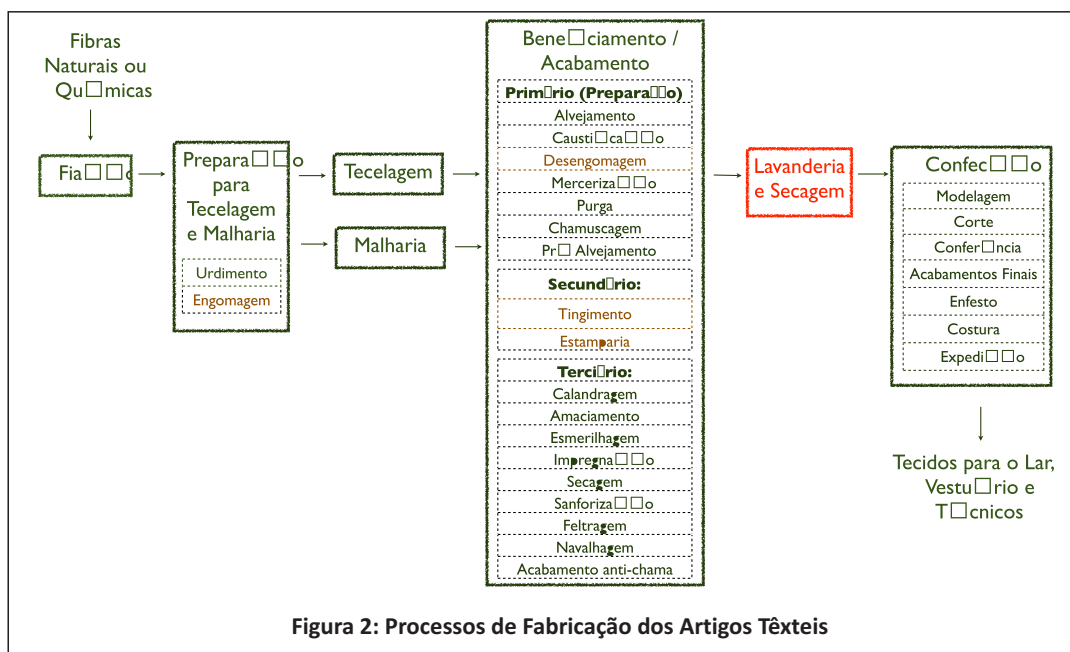 Fibras
Naturais ou
Qu□micas
Fia□□o
Prepara□□o
para
Tecelagem
e Malharia
Urdimento
Engomagem
Tecelagem
Malharia
Bene□ciamento /
Acabamento
Prim□rio (Prepara□□o)
Alvejamento
Causti□ca□□o
Desengomagem
Merceriza□□o
Purga
Chamuscagem
Pr□ Alvejamento
Secund□rio:
Tingimento
Estamparia
Terci□rio:
Calandragem
Amaciamento
Esmerilhagem
Impregna□□o
Secagem
Sanforiza□□o
Feltragem
Navalhagem
Acabamento anti-chama
Lavanderia
e Secagem
Confec□□o
Modelagem
Corte
Confer□ncia
Acabamentos Finais
Enfesto
Costura
Expedi□□o
Tecidos para o Lar,
Vestu□rio e
T□cnicos
Figura 2: Processos de Fabricação dos Artigos Têxteis